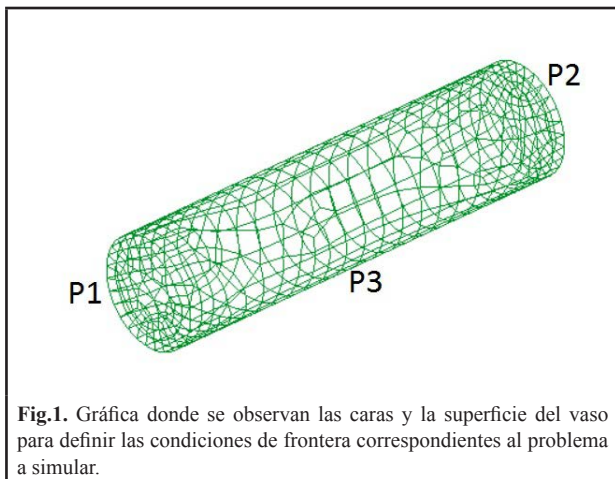 P2
P1
P3
Fig.1. Gráfica donde se observan las caras y la superficie del vaso
para definir las condiciones de frontera correspondientes al problema
a simular.